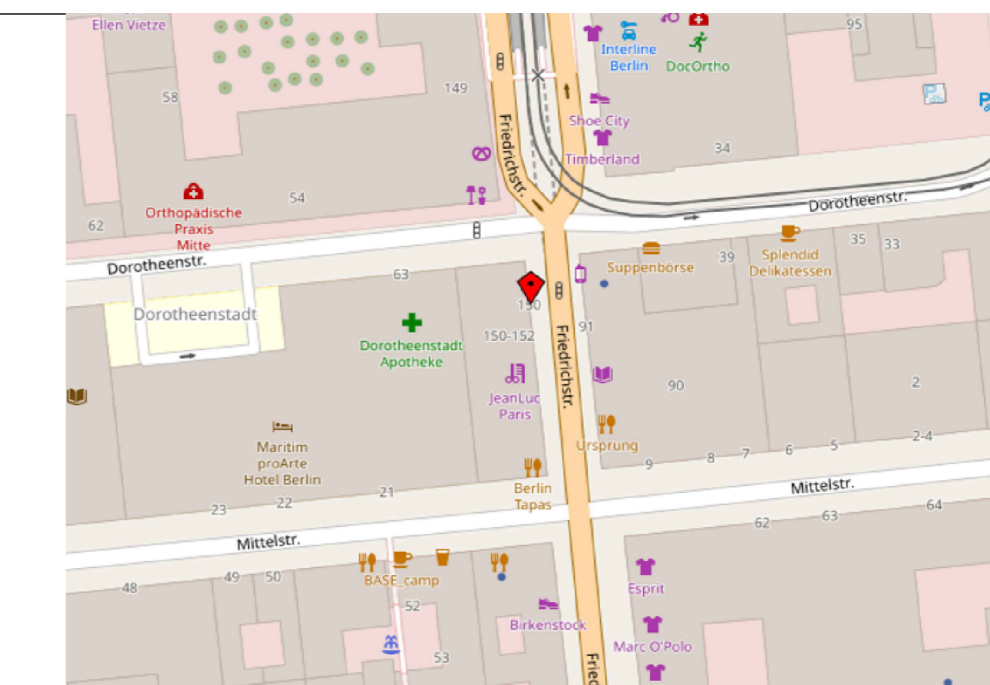 Ellen Vietze
95
Interline
Berlin
DocOrtho
58
149
Shoe City
Friedrichstr.
Timberland
34
54
Orthopädische
Praxis
Mitte
62
Dorotheenstr.
Dorotheenstr.
35
33
39
Splendid
Delikatessen
Suppenbörse
63
Dorotheenstadt
150
150-152
91
Friedrichstr.
Dorotheenstadt
Apotheke
JeanLuc
Paris
90
2
Maritim
proArte
Hotel Berlin
Ursprung
2-4
5
6
7
8
9
Berlin
Tapas
21
22
23
Mittelstr.
64
63
62
Mittelstr.
BASE_camp
48
49
50
52
Esprit
Birkenstock
Marc O'Polo
53
Fried